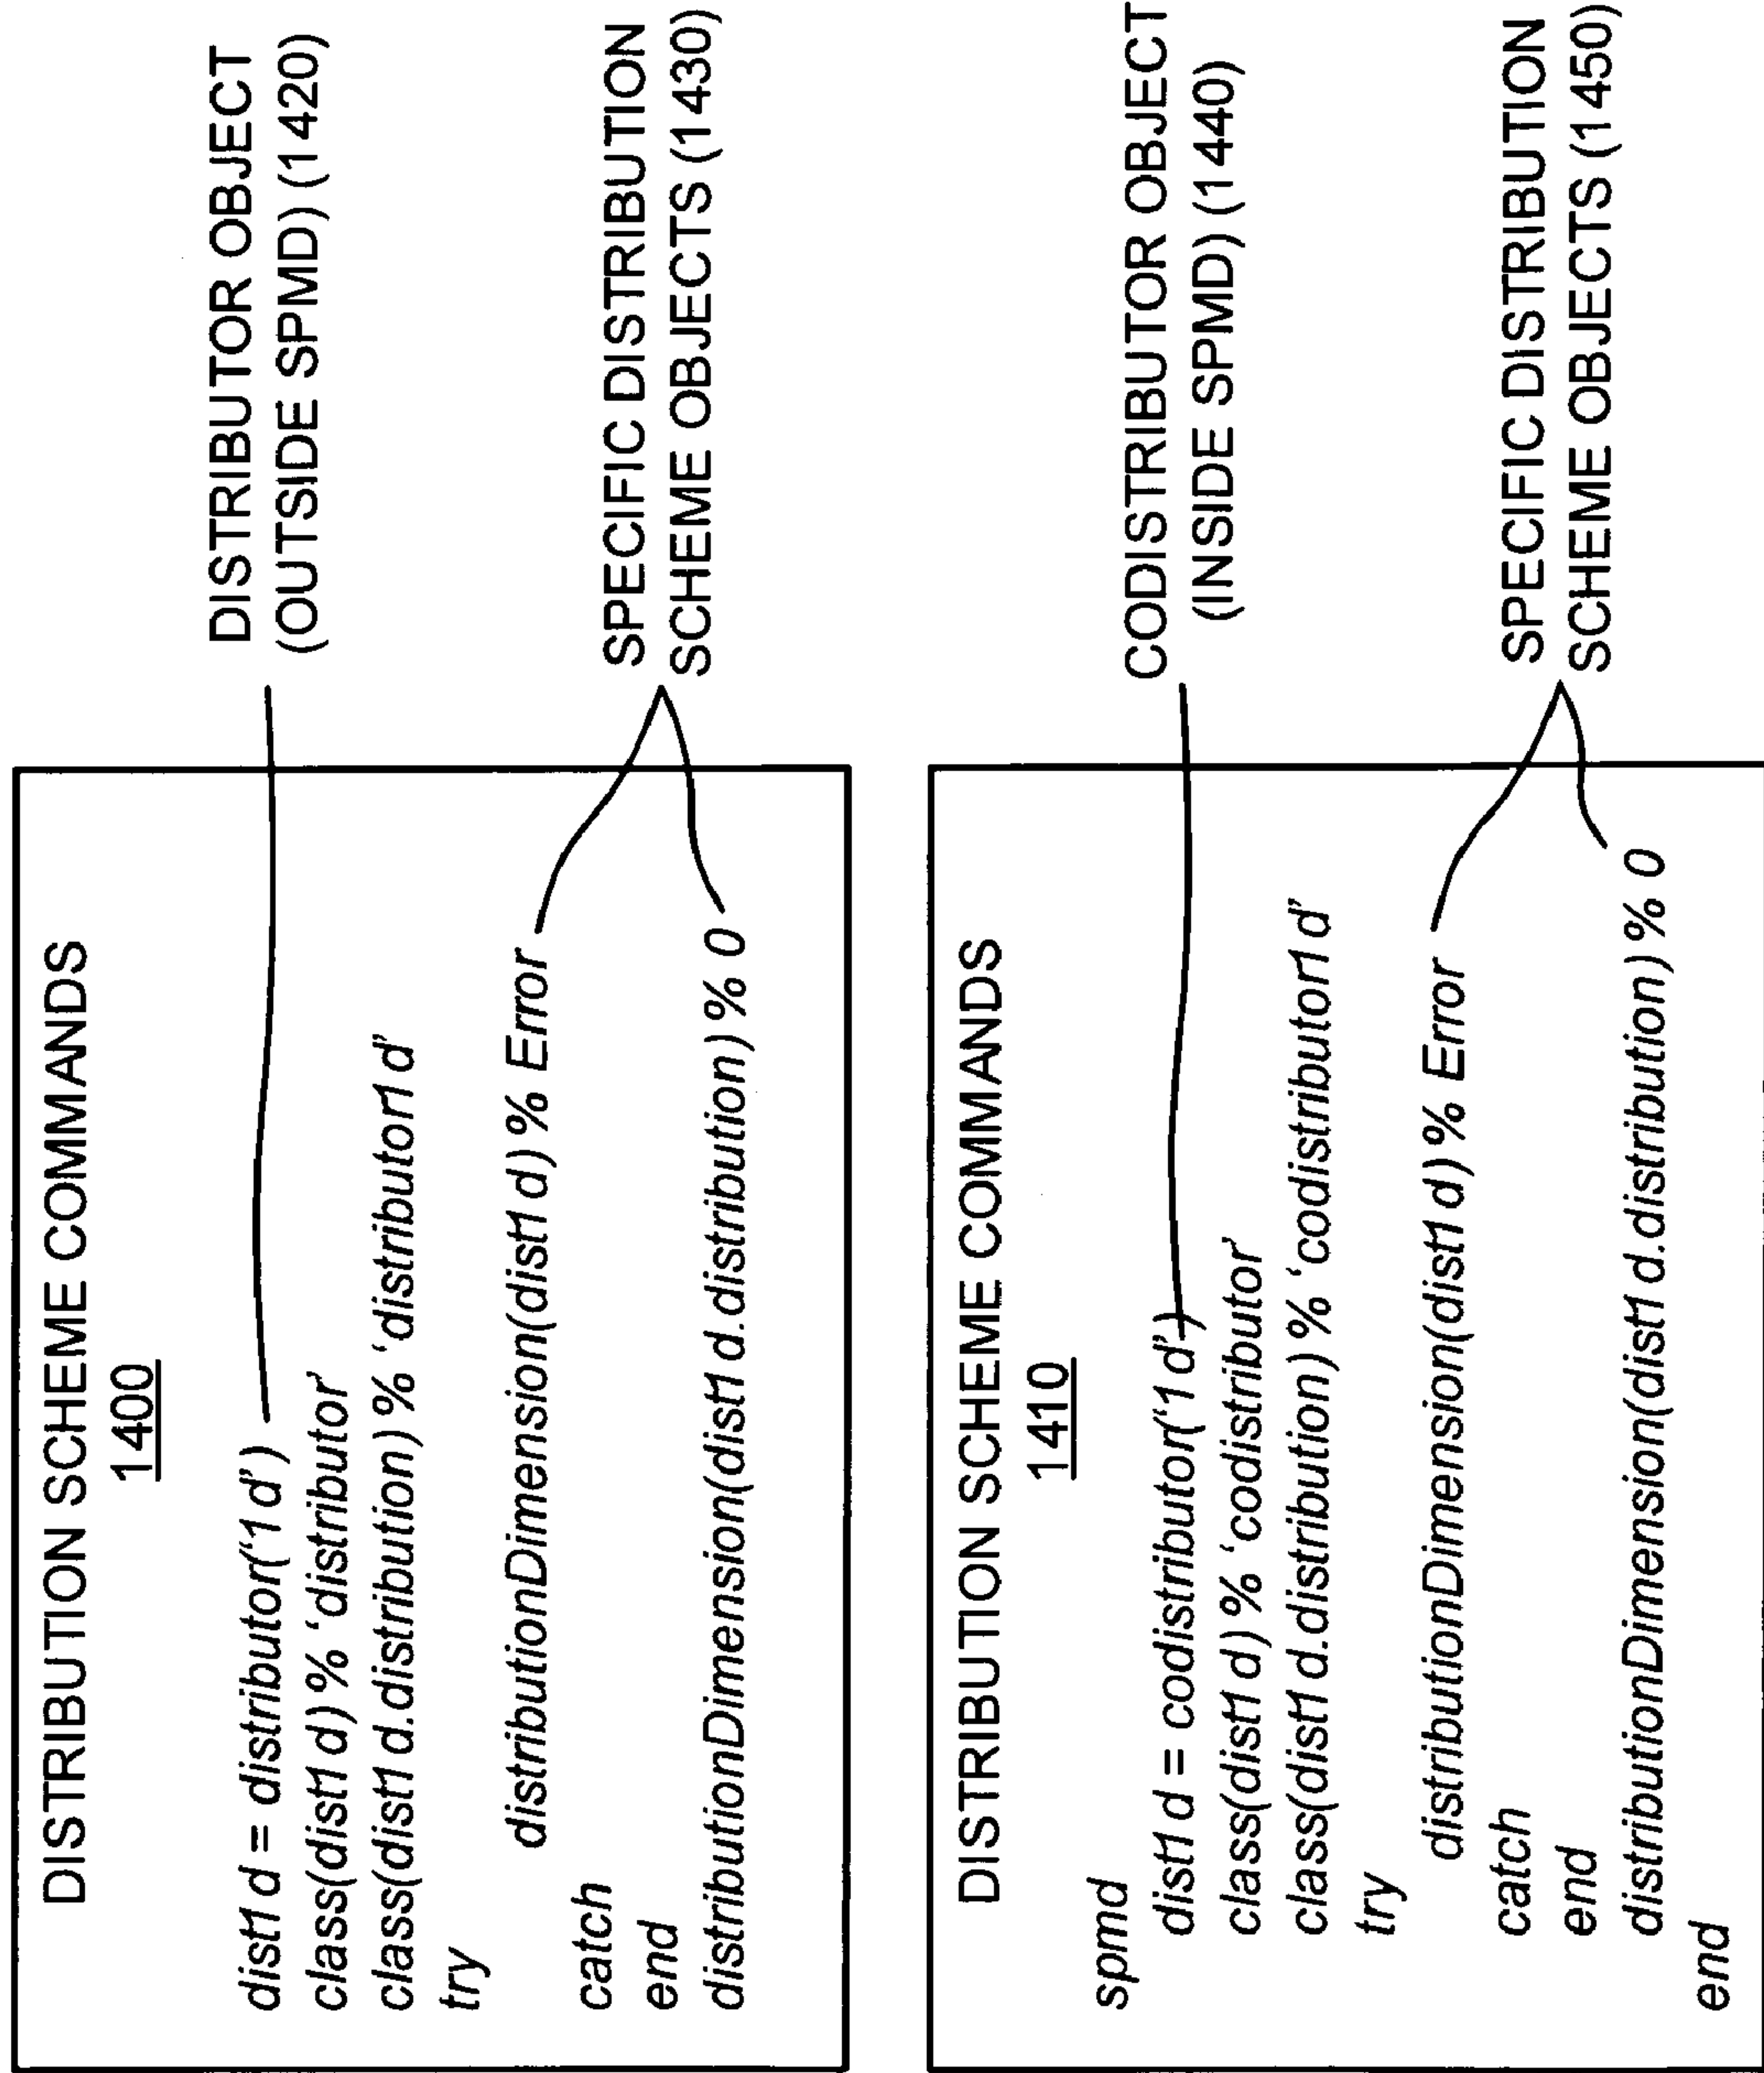 DISTRIBUTION SCHEME COMMANDS
1400
dist1d = distributor('1d')
class(dist1d) % 'distributor'
class(dist1d.distribution) % 'distributor1d'
try
distributionDimension(dist1d) % Error
catch
end
distributionDimension(dist1d.distribution) % 0
DISTRIBUTOR OBJECT
(OUTSIDE SPMD) (1420)
SPECIFIC DISTRIBUTION
SCHEME OBJECTS (1430)
DISTRIBUTION SCHEME COMMANDS
1410
spmd
dist1d = codistributor('1d')
class(dist1d) % 'codistributor'
class(dist1d.distribution) % 'codistributor1d'
try
distributionDimension(dist1d) % Error
catch
end
distributionDimension(dist1d.distribution) % 0
end
CODISTRIBUTOR OBJECT
(INSIDE SPMD) (1440)
SPECIFIC DISTRIBUTION
SCHEME OBJECTS (1450)